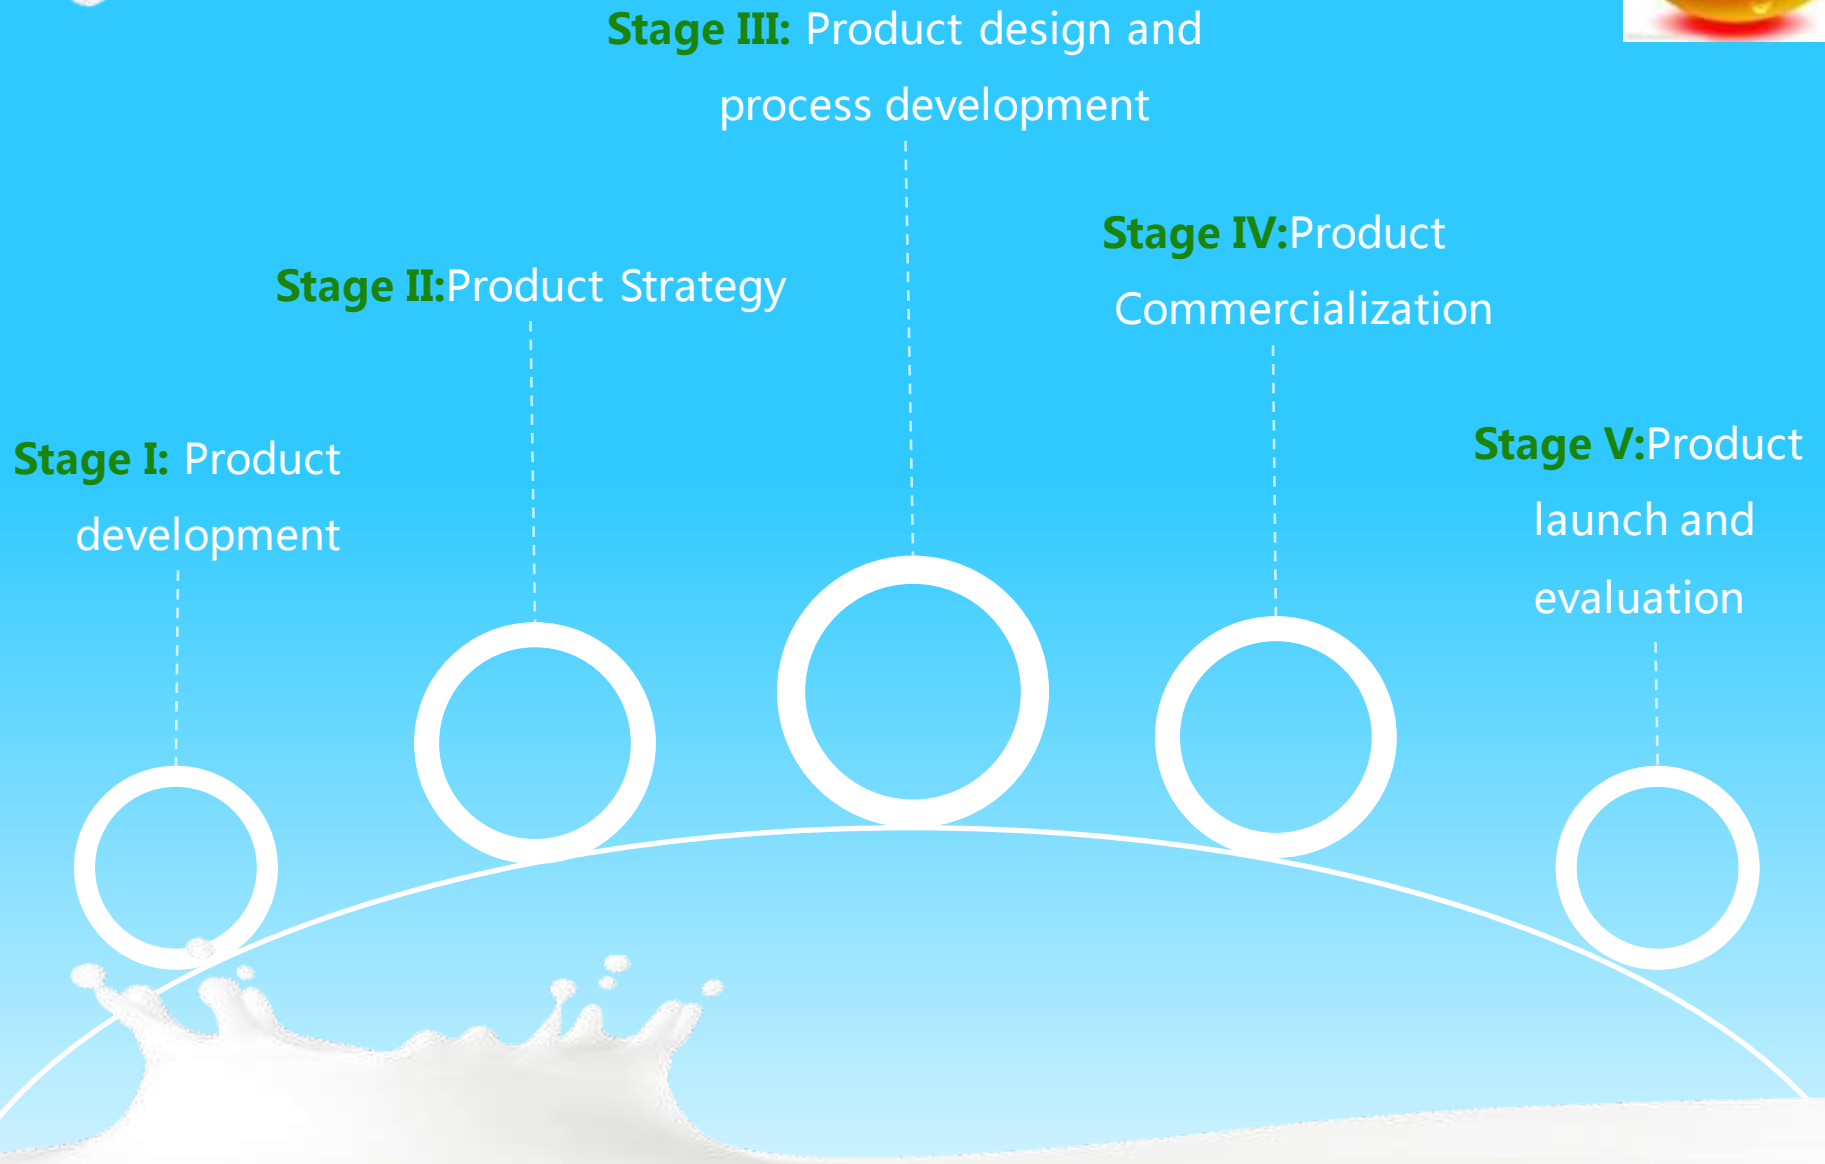 Stage I: Product
development
Stage II:Product Strategy
Stage III: Product design and
process development
Stage IV:Product
Commercialization
Stage V:Product
launch and
evaluation